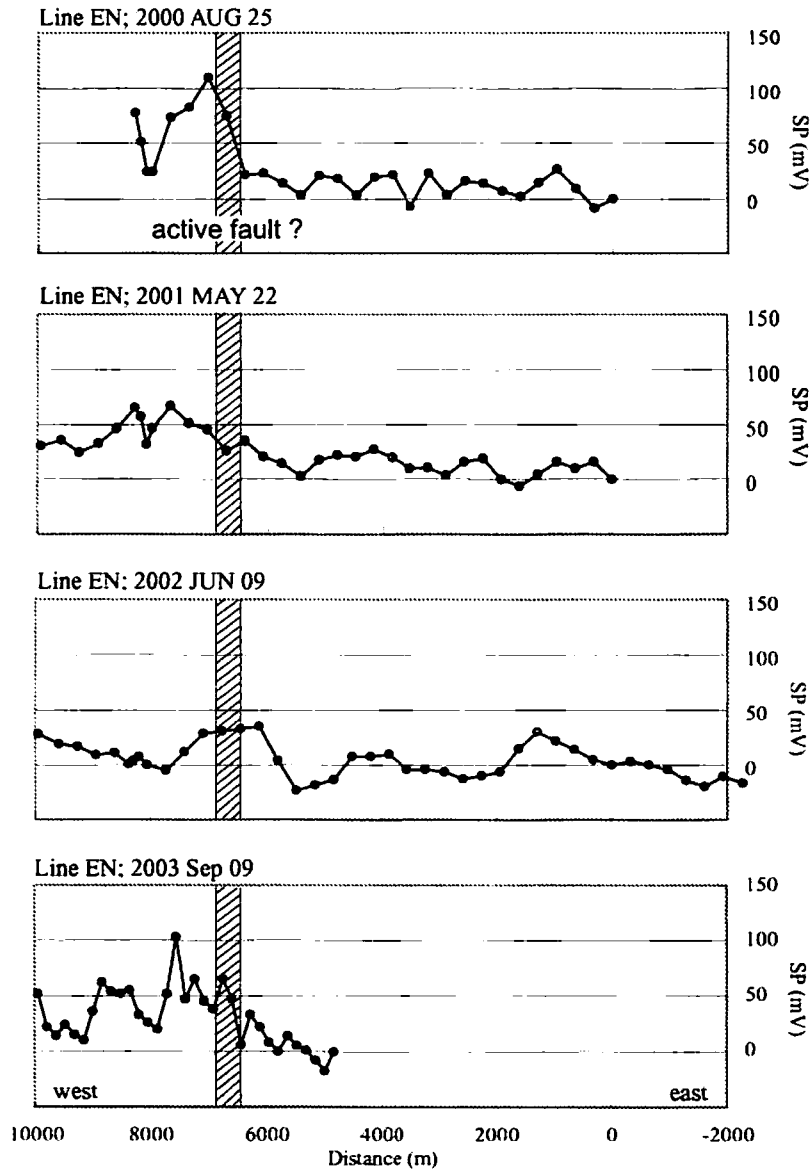 Line EN; 2000 AUG 25
150
100
50
0
SP (mV)
active fault ?
Line EN; 2001 MAY 22
150
100
50
0
SP (mV)
Line EN; 2002 JUN 09
150
100
50
0
SP (mV)
Line EN; 2003 Sep 09
150
100
50
0
SP (mV)
west
east
10000 8000 6000 4000 2000 0 -2000
Distance (m)